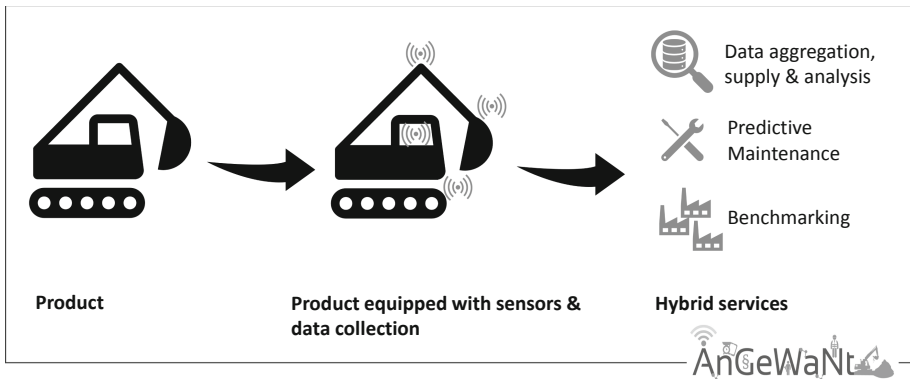 Data aggregation,
supply & analysis
Predictive
Maintenance
Benchmarking
Product
Product equipped with sensors &
data collection
Hybrid services
AnGeWaNt
§